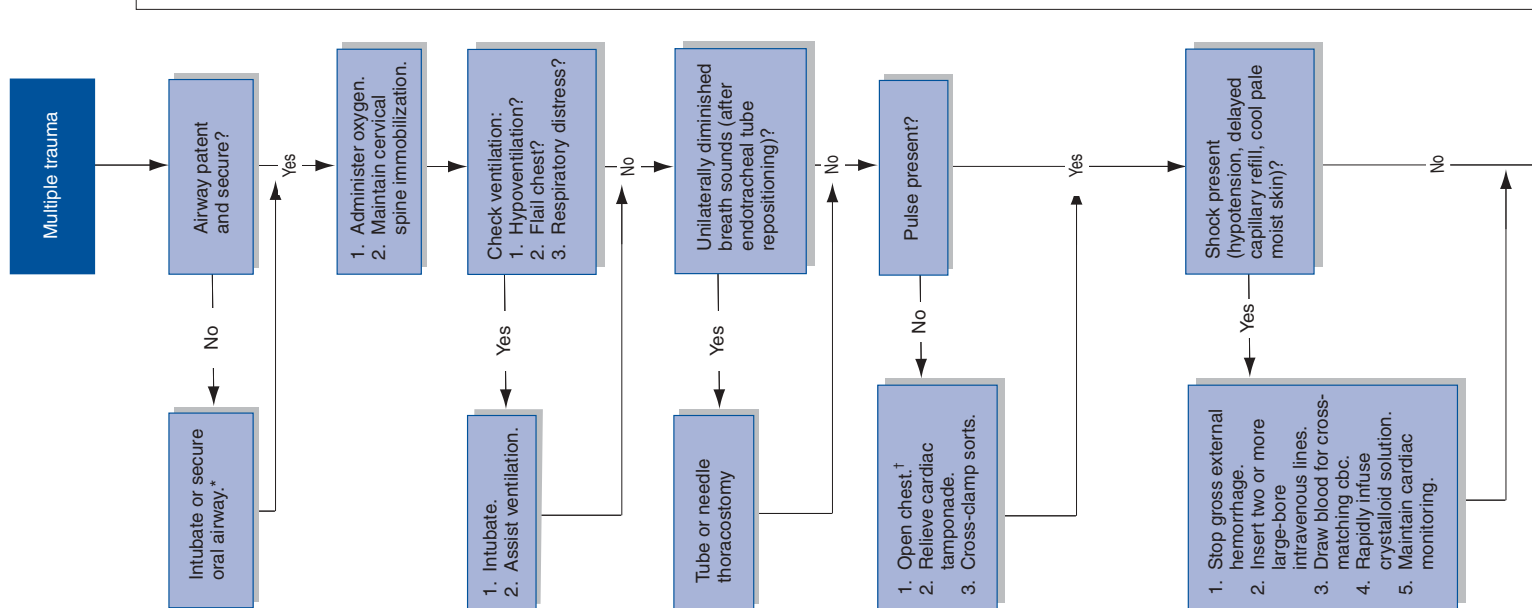 Multiple trauma
Airway patent
and secure?
No
Intubate or secure
oral airway.*
Yes
1. Administer oxygen.
2. Maintain cervical
spine immobilization.
Check ventilation:
1. Hypoventilation?
2. Flail chest?
3. Respiratory distress?
Yes
1. Intubate.
2. Assist ventilation.
No
Unilaterally diminished
breath sounds (after
endotracheal tube
repositioning)?
Yes
Tube or needle
thoracostomy
No
Pulse present?
No
1. Open chest.†
2. Relieve cardiac
tamponade.
3. Cross-clamp sorts.
Yes
Shock present
(hypotension, delayed
capillary refill, cool pale
moist skin)?
Yes
1. Stop gross external
hemorrhage.
2. Insert two or more
large-bore
intravenous lines.
3. Draw blood for cross-
matching cbc.
4. Rapidly infuse
crystalloid solution.
5. Maintain cardiac
monitoring.
No